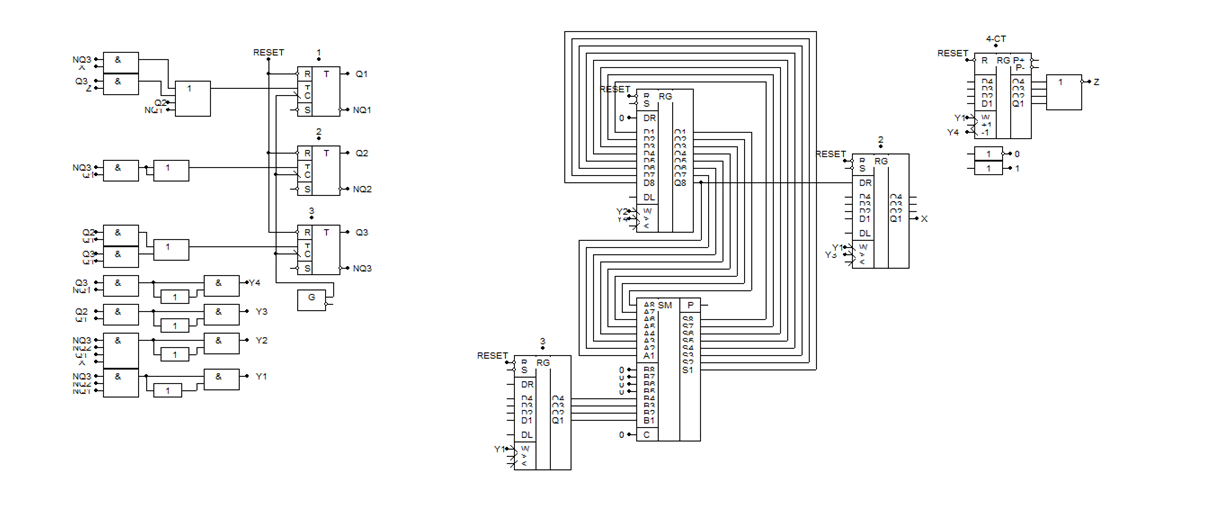 RESET
NQ3 & 1
X R T Q1
Q3 & 1 T
Z C
Q2 S NQ1
NQ1
2
R T Q2
NQ3 & 1 T
Q1 C
S NQ2
3
Q2 & R T Q3
Q1 1 T
Q3 & C
Q1 S NQ3
Q3 & & Y4
NQ1 1 G
Q2 & & Y3
Q1 1
NQ3 & & Y2
NQ2 1
Q1
X
NQ3 & & Y1
NQ2 1
NQ1
RESET R RG
S
0 DR
D1 Q1
D2 Q2
D3 Q3
D4 Q4
D5 Q5
D6 Q6
D7 Q7
D8 Q8
DL
Y2 W
Y4
A8 SM P
A7
A6 S8
A5 S7
A4 S6
A3 S5
A2 S4
A1 S3
S2
0 B8 S1
0 B7
0 B6
0 B5
B4
B3
B2
B1
0 C
3
RESET R RG
S
DR
D4 Q4
D3 Q3
D2 Q2
D1 Q1
DL
Y1 W
2
RESET R RG
S
DR
D4 Q4
D3 Q3
D2 Q2
D1 Q1 X
DL
Y1 W
Y3
4-CT
RESET R RG P+
P-
D4 Q4 1 Z
D3 Q3
D2 Q2
D1 Q1
Y1 W
+1
Y4 -1
1 0
1 1